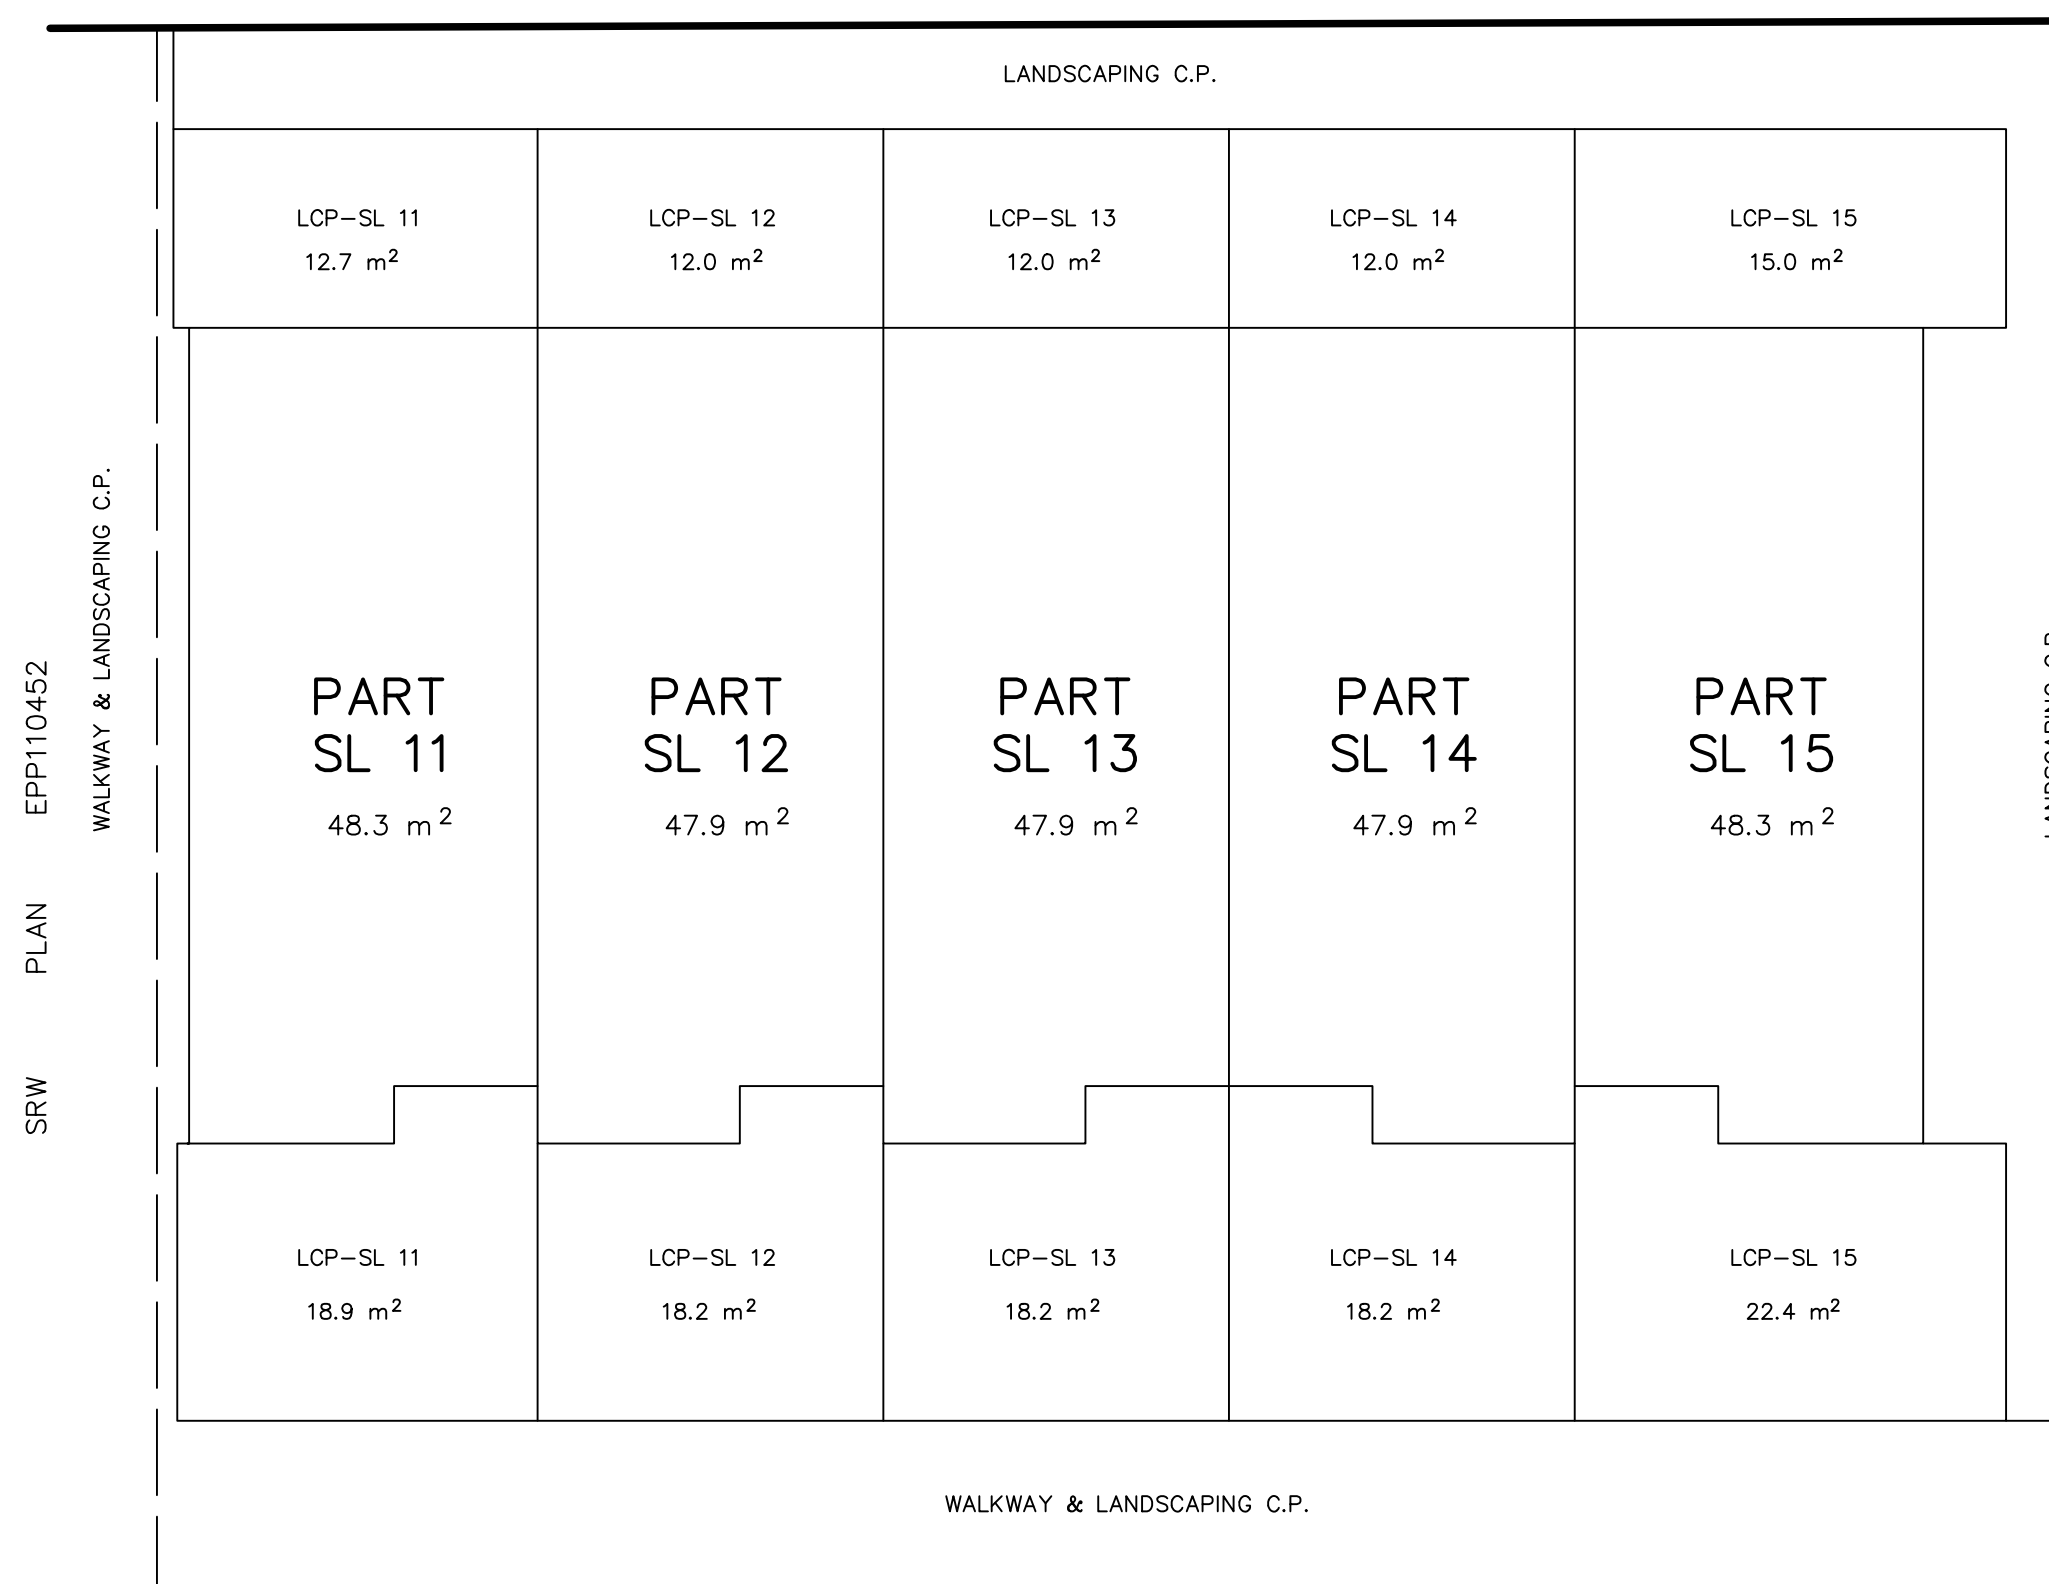 LANDSCAPING C.P.
LCP-SL 11
12.7 m²
LCP-SL 12
12.0 m²
LCP-SL 13
12.0 m²
LCP-SL 14
12.0 m²
LCP-SL 15
15.0 m²
WALKWAY & LANDSCAPING C.P.
SRW PLAN EPP110452
PART
SL 11
48.3 m²
PART
SL 12
47.9 m²
PART
SL 13
47.9 m²
PART
SL 14
47.9 m²
PART
SL 15
48.3 m²
LCP-SL 11
18.9 m²
LCP-SL 12
18.2 m²
LCP-SL 13
18.2 m²
LCP-SL 14
18.2 m²
LCP-SL 15
22.4 m²
WALKWAY & LANDSCAPING C.P.